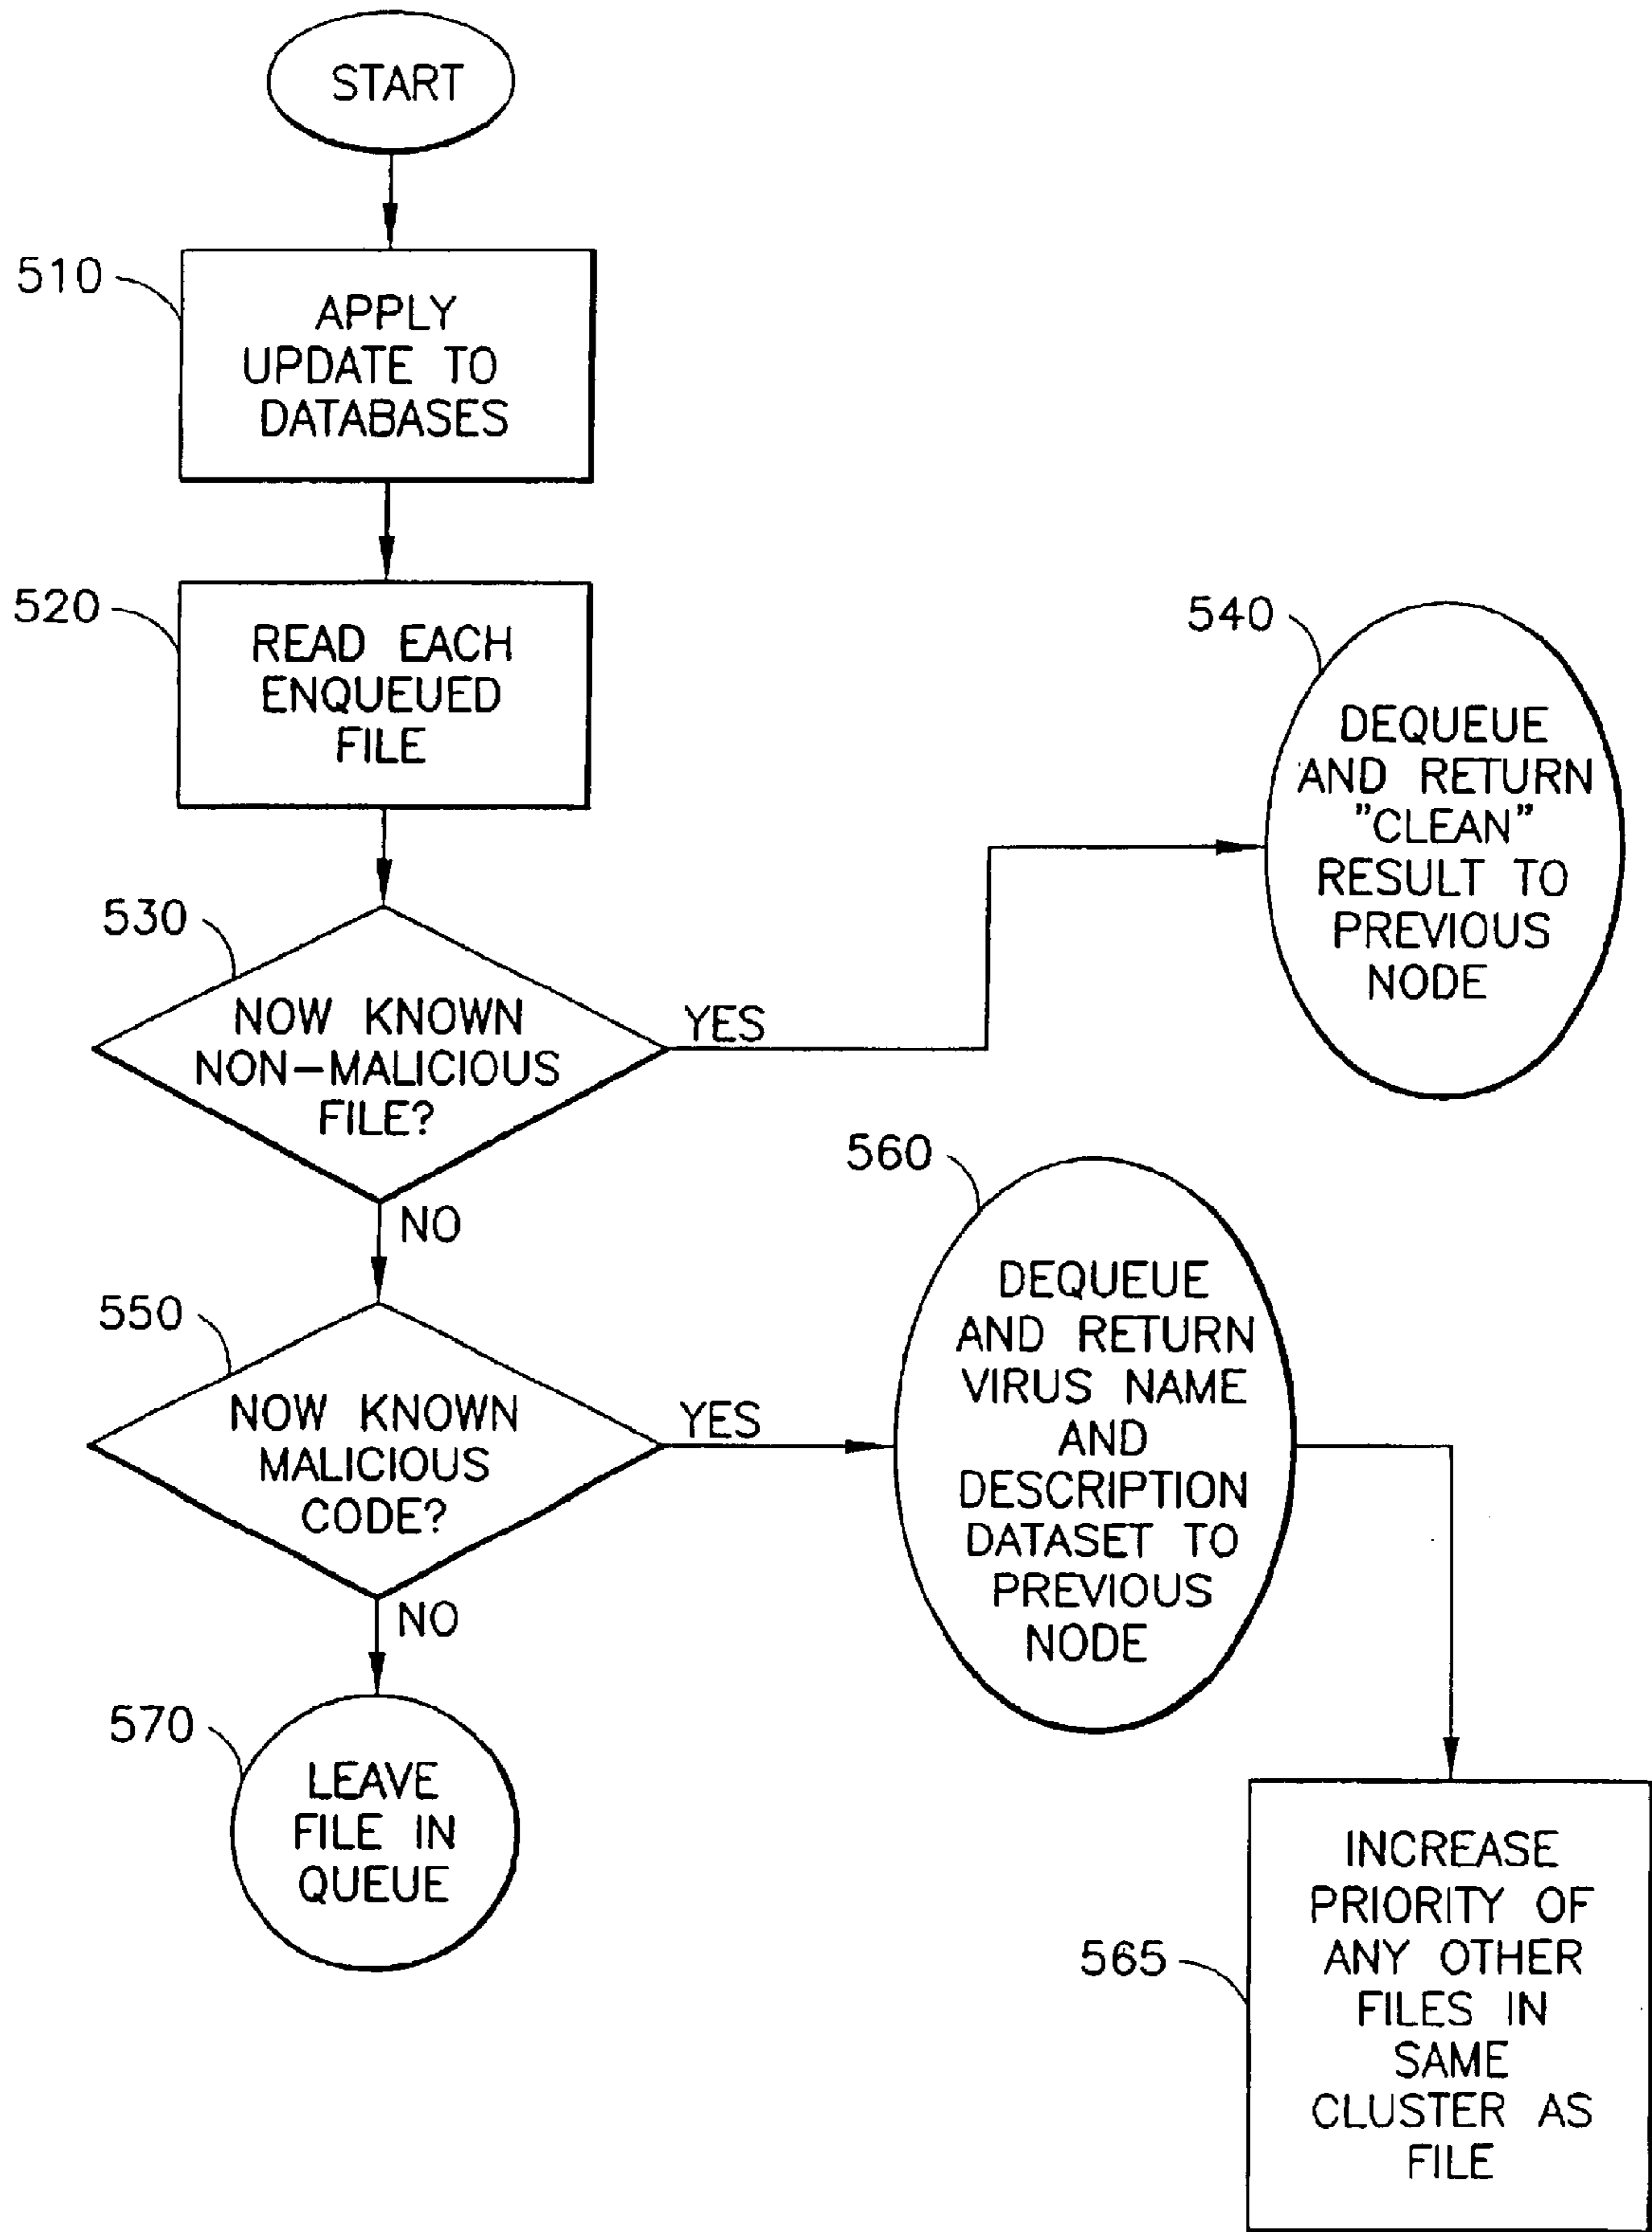 START
510
APPLY
UPDATE TO
DATABASES
520
READ EACH
ENQUEUED
FILE
530
NOW KNOWN
NON-MALICIOUS
FILE?
YES
540
DEQUEUE
AND RETURN
"CLEAN"
RESULT TO
PREVIOUS
NODE
NO
550
NOW KNOWN
MALICIOUS
CODE?
YES
560
DEQUEUE
AND RETURN
VIRUS NAME
AND
DESCRIPTION
DATASET TO
PREVIOUS
NODE
NO
570
LEAVE
FILE IN
QUEUE
565
INCREASE
PRIORITY OF
ANY OTHER
FILES IN
SAME
CLUSTER AS
FILE